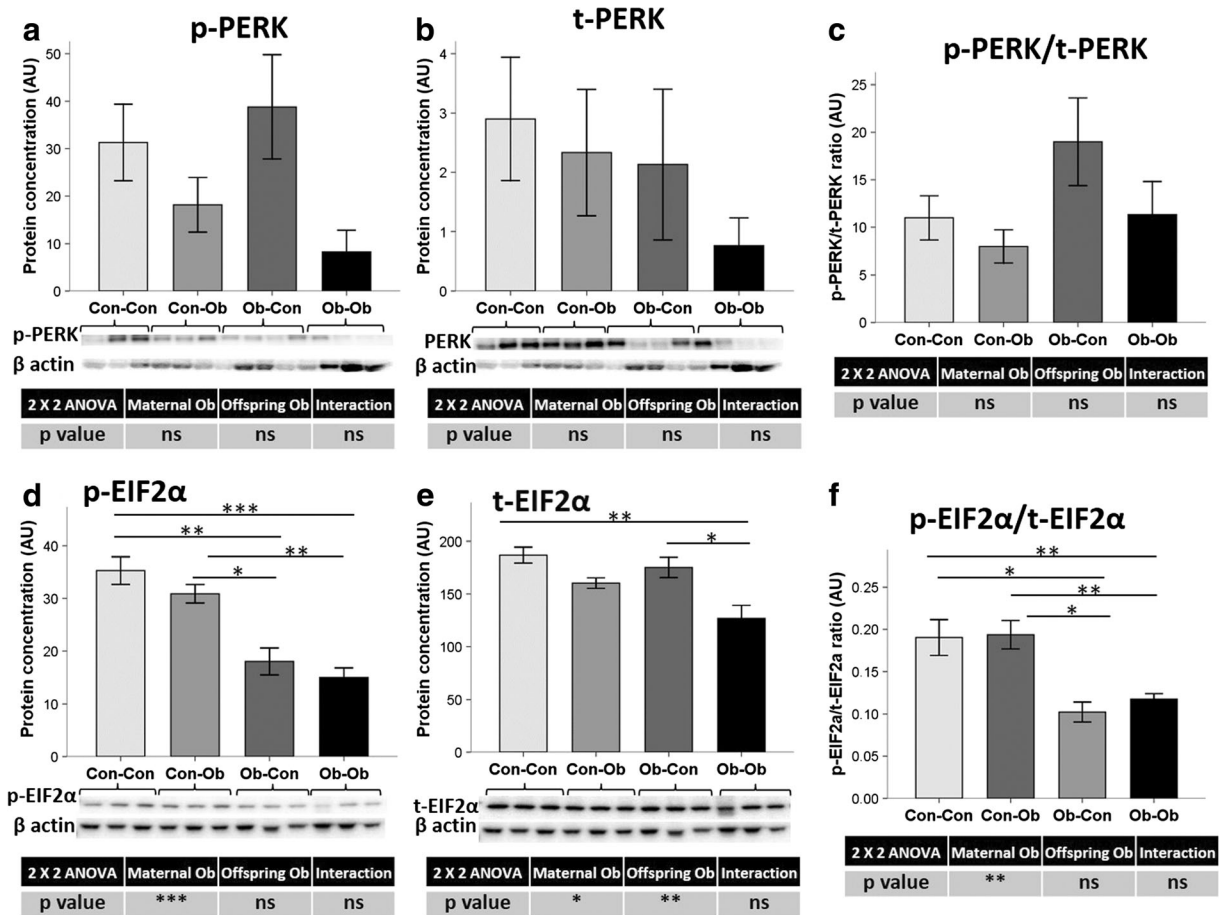 a p-PERK
Protein concentration (AU)
50
40
30
20
10
0
Con-Con Con-Ob Ob-Con Ob-Ob
p-PERK
β actin
2 X 2 ANOVA Maternal Ob Offspring Ob Interaction
p value ns ns ns
b t-PERK
Protein concentration (AU)
4
3
2
1
0
Con-Con Con-Ob Ob-Con Ob-Ob
PERK
β actin
2 X 2 ANOVA Maternal Ob Offspring Ob Interaction
p value ns ns ns
c p-PERK/t-PERK
p-PERK/t-PERK ratio (AU)
25
20
15
10
5
0
Con-Con Con-Ob Ob-Con Ob-Ob
2 X 2 ANOVA Maternal Ob Offspring Ob Interaction
p value ns ns ns
d p-EIF2α
Protein concentration (AU)
40
30
20
10
0
***
**
**
*
Con-Con Con-Ob Ob-Con Ob-Ob
p-EIF2α
β actin
2 X 2 ANOVA Maternal Ob Offspring Ob Interaction
p value *** ns ns
e t-EIF2α
Protein concentration (AU)
200
150
100
50
0
**
*
Con-Con Con-Ob Ob-Con Ob-Ob
t-EIF2α
β actin
2 X 2 ANOVA Maternal Ob Offspring Ob Interaction
p value * ** ns
f p-EIF2α/t-EIF2α
p-EIF2a/t-EIF2a ratio (AU)
0.25
0.20
0.15
0.10
0.05
0.00
**
*
**
*
Con-Con Con-Ob Ob-Con Ob-Ob
2 X 2 ANOVA Maternal Ob Offspring Ob Interaction
p value ** ns ns